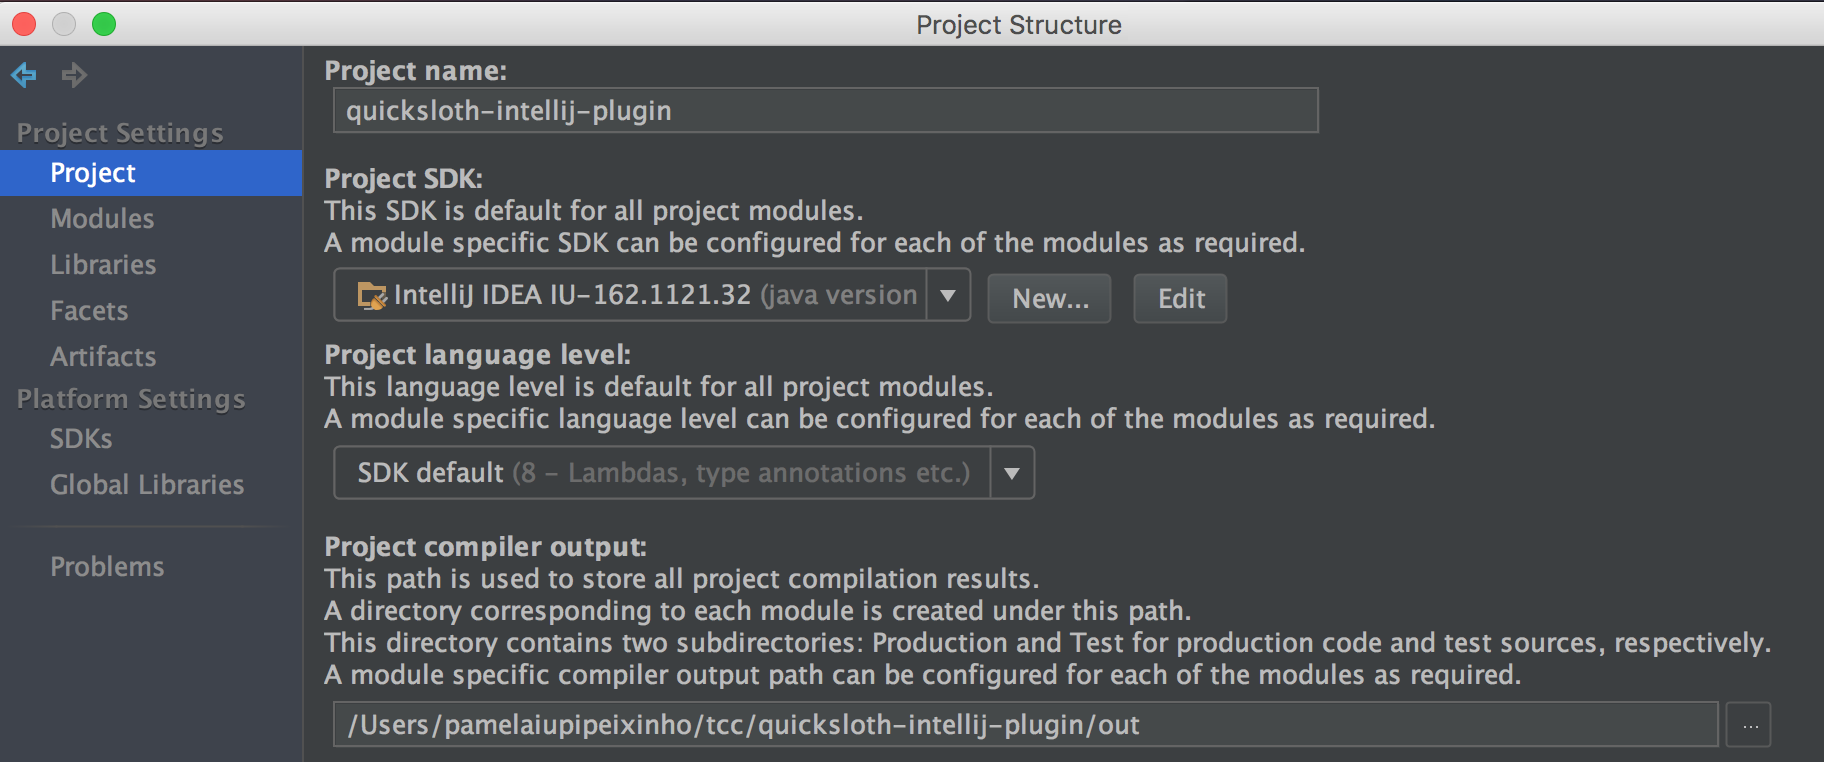 Project Structure
Project Settings
Project
Modules
Libraries
Facets
Artifacts
Platform Settings
SDKs
Global Libraries
Problems
Project name:
quicksloth-intellij-plugin
Project SDK:
This SDK is default for all project modules.
A module specific SDK can be configured for each of the modules as required.
IntelliJ IDEA IU-162.1121.32 (java version
New...
Edit
Project language level:
This language level is default for all project modules.
A module specific language level can be configured for each of the modules as required.
SDK default (8 - Lambdas, type annotations etc.)
Project compiler output:
This path is used to store all project compilation results.
A directory corresponding to each module is created under this path.
This directory contains two subdirectories: Production and Test for production code and test sources, respectively.
A module specific compiler output path can be configured for each of the modules as required.
/Users/pamelaiupipeixinho/tcc/quicksloth-intellij-plugin/out
...